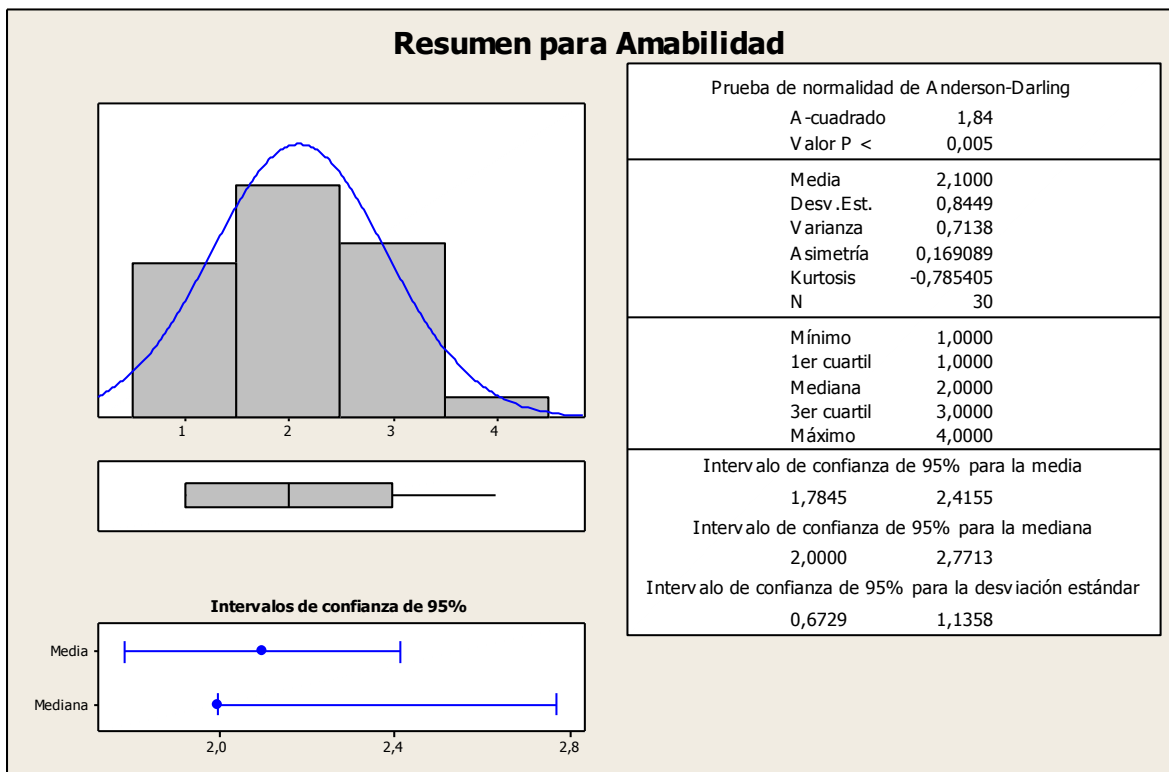 Resumen para Amabilidad
1 2 3 4
Intervalos de confianza de 95%
Media
Mediana
2,0 2,4 2,8
Prueba de normalidad de Anderson-Darling
A-cuadrado 1,84
Valor P < 0,005
Media 2,1000
Desv.Est. 0,8449
Varianza 0,7138
Asimetría 0,169089
Kurtosis -0,785405
N 30
Mínimo 1,0000
1er cuartil 1,0000
Mediana 2,0000
3er cuartil 3,0000
Máximo 4,0000
Intervalo de confianza de 95% para la media
1,7845 2,4155
Intervalo de confianza de 95% para la mediana
2,0000 2,7713
Intervalo de confianza de 95% para la desviación estándar
0,6729 1,1358